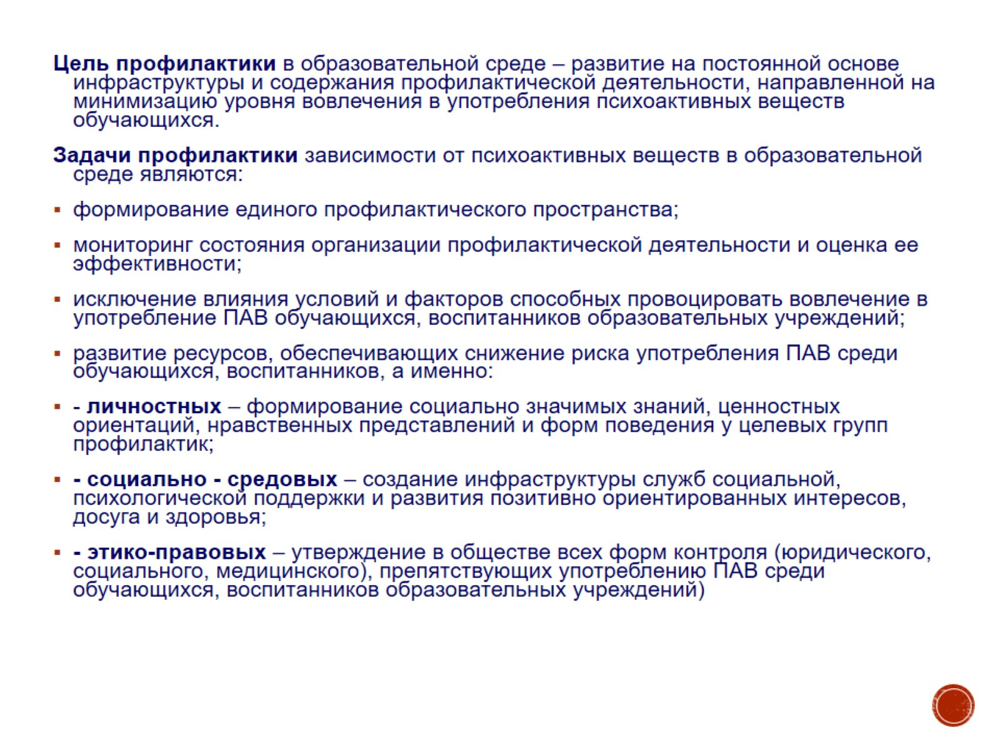 Цель профилактики в образовательной среде – развитие на постоянной основе
инфраструктуры и содержания профилактической деятельности, направленной на
минимизацию уровня вовлечения в употребления психоактивных веществ
обучающихся.
Задачи профилактики зависимости от психоактивных веществ в образовательной
среде являются:
▪ формирование единого профилактического пространства;
▪ мониторинг состояния организации профилактической деятельности и оценка ее
эффективности;
▪ исключение влияния условий и факторов способных провоцировать вовлечение в
употребление ПАВ обучающихся, воспитанников образовательных учреждений;
▪ развитие ресурсов, обеспечивающих снижение риска употребления ПАВ среди
обучающихся, воспитанников, а именно:
▪ - личностных – формирование социально значимых знаний, ценностных
ориентаций, нравственных представлений и форм поведения у целевых групп
профилактик;
▪ - социально - средовых – создание инфраструктуры служб социальной,
психологической поддержки и развития позитивно ориентированных интересов,
досуга и здоровья;
▪ - этико-правовых – утверждение в обществе всех форм контроля (юридического,
социального, медицинского), препятствующих употреблению ПАВ среди
обучающихся, воспитанников образовательных учреждений)